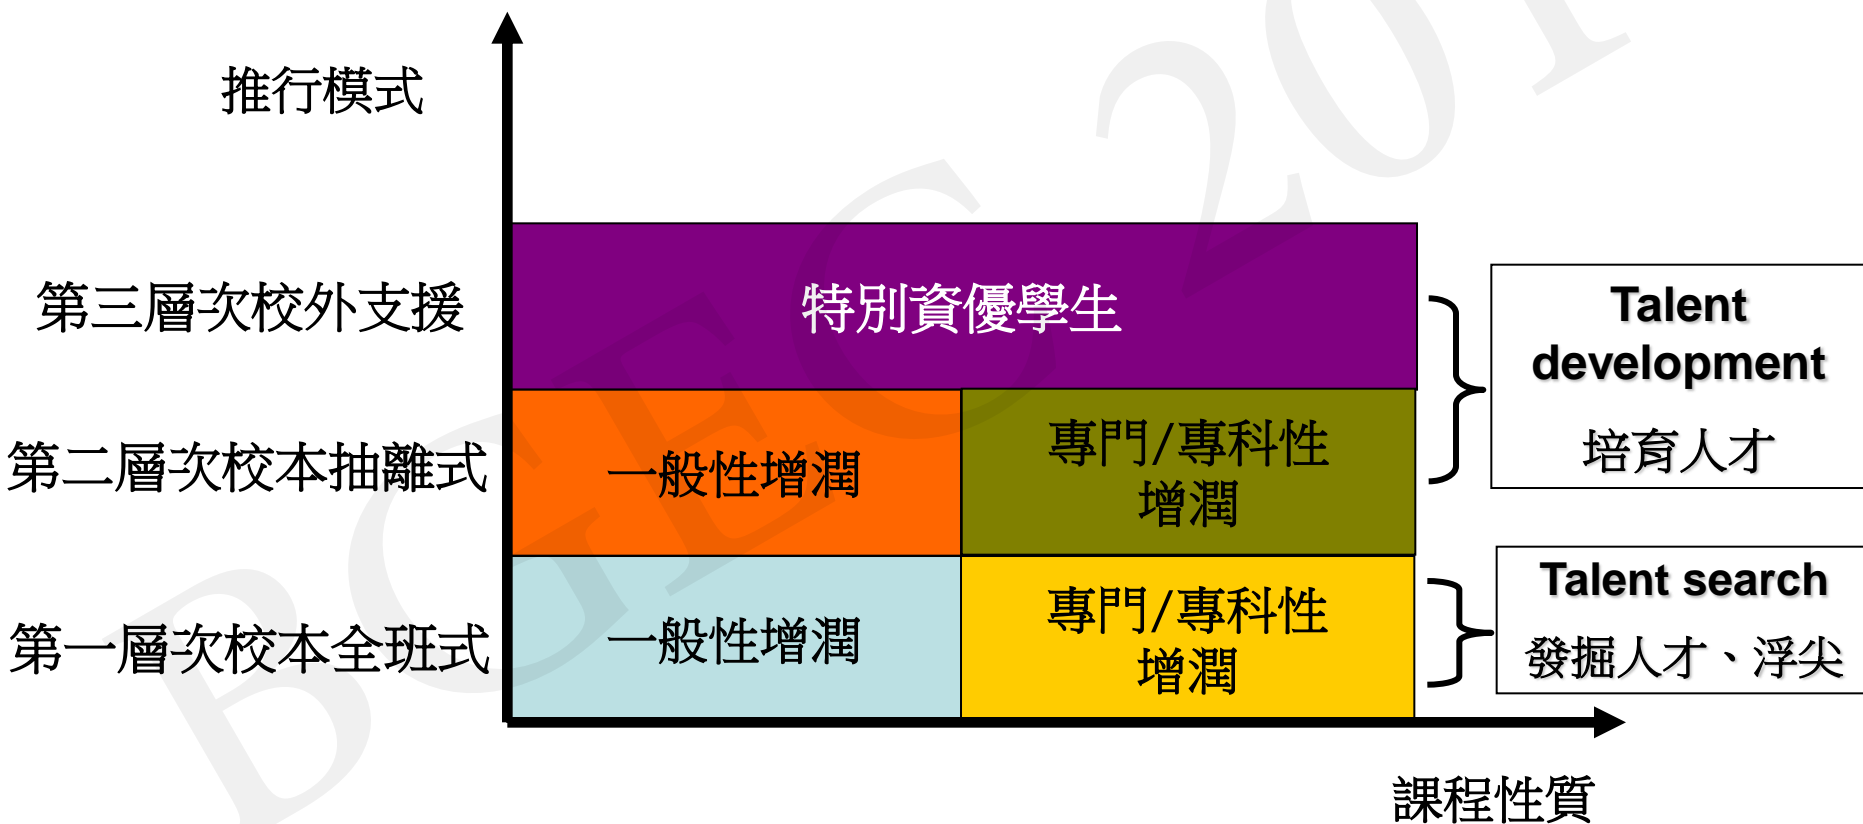 推行模式
第三層次校外支援
特別資優學生
Talent
development
培育人才
第二層次校本抽離式
一般性增潤
專門/專科性
增潤
第一層次校本全班式
一般性增潤
專門/專科性
增潤
Talent search
發掘人才、浮尖
課程性質
BGEC 201